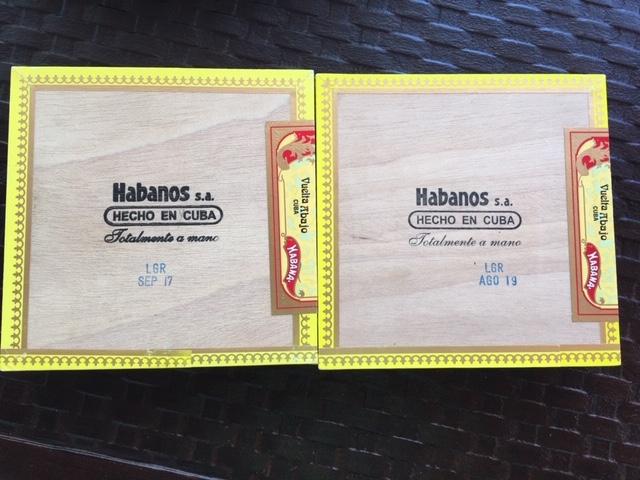 Habanos s.a.
HECHO EN CUBA
Totalmente a mano
LGR
SEP 17
Vuelta Abajo
CUBA
HABANA
Habanos s.a.
HECHO EN CUBA
Totalmente a mano
LGR
AGO 19
Vuelta Abajo
CUBA
HABANA